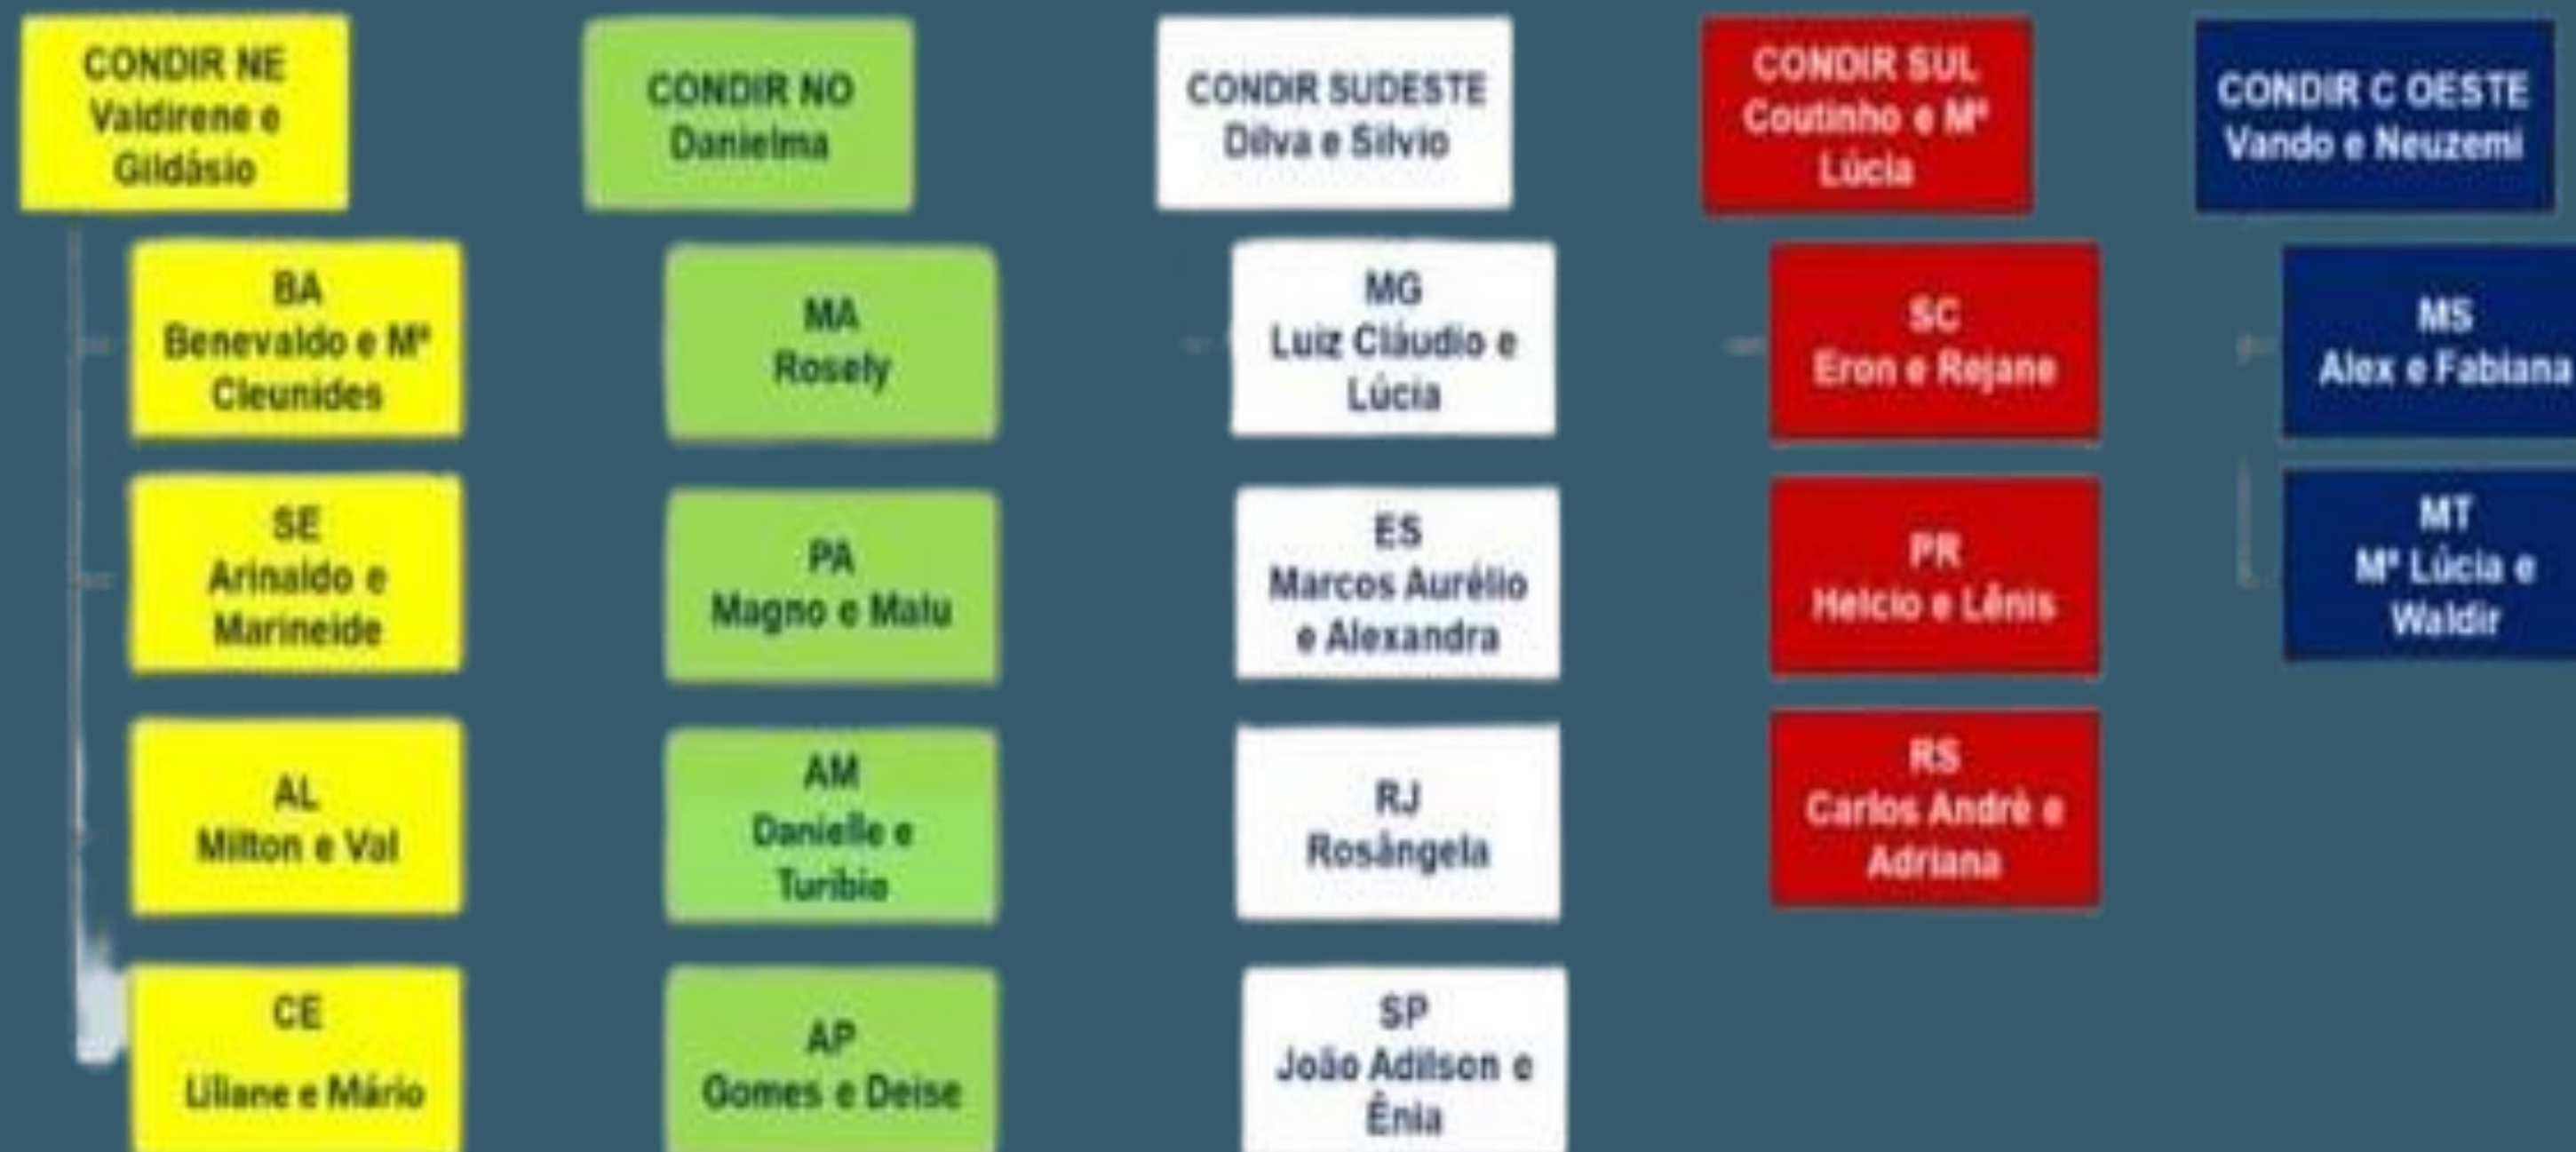 CONDIR NE
Valdirene e
Gildásio
BA
Benevaldo e Mª
Cleunides
SE
Arinaldo e
Marineide
AL
Milton e Val
CE
Liliane e Mário
CONDIR NO
Danielma
MA
Rosely
PA
Magno e Malu
AM
Danielle e
Turíbio
AP
Gomes e Deise
CONDIR SUDESTE
Dilva e Silvio
MG
Luiz Cláudio e
Lúcia
ES
Marcos Aurélio
e Alexandra
RJ
Rosângela
SP
João Adilson e
Ênia
CONDIR SUL
Coutinho e Mª
Lúcia
SC
Eron e Rejane
PR
Helcio e Lênis
RS
Carlos Andrè e
Adriana
CONDIR C OESTE
Vando e Neuzemi
MS
Alex e Fabiana
MT
Mª Lúcia e
Waldir